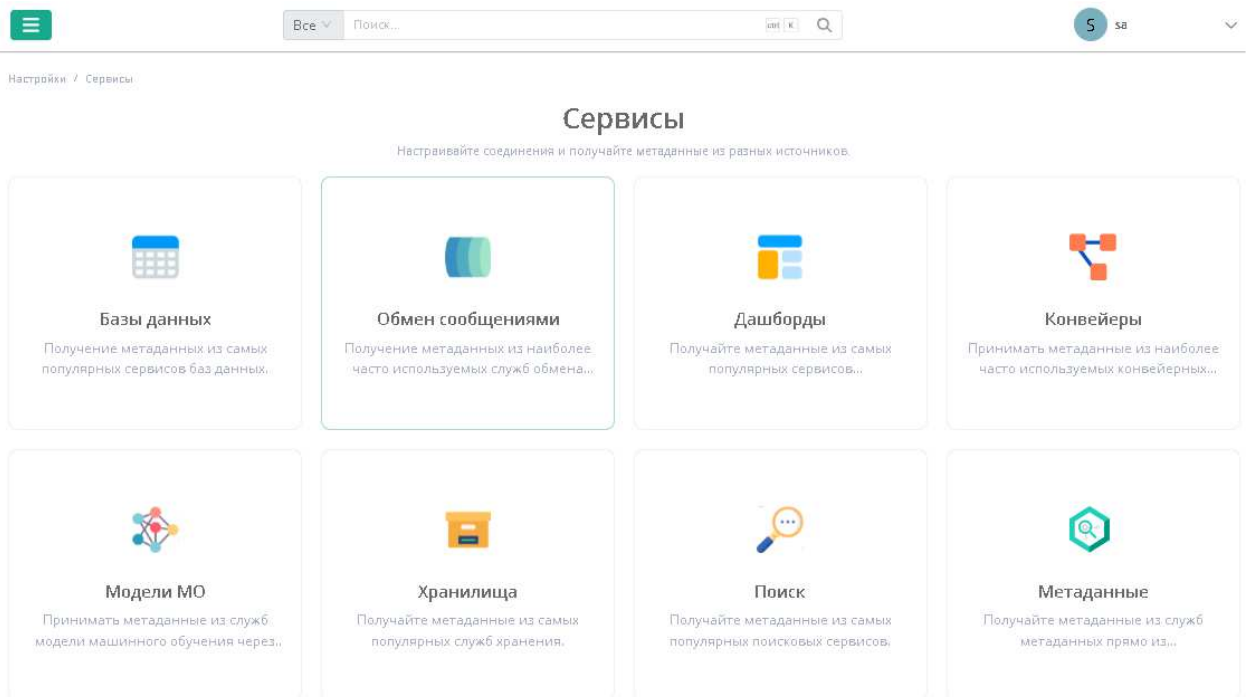 Все Поиск... ctrl K S sa
Настройки / Сервисы
Сервисы
Настраивайте соединения и получайте метаданные из разных источников.
Базы данных
Получение метаданных из самых
популярных сервисов баз данных.
Обмен сообщениями
Получение метаданных из наиболее
часто используемых служб обмена...
Дашборды
Получайте метаданные из самых
популярных сервисов...
Конвейеры
Принимать метаданные из наиболее
часто используемых конвейерных...
Модели МО
Принимать метаданные из служб
модели машинного обучения через..
Хранилища
Получайте метаданные из самых
популярных служб хранения.
Поиск
Получайте метаданные из самых
популярных поисковых сервисов.
Метаданные
Получайте метаданные из служб
метаданных прямо из...